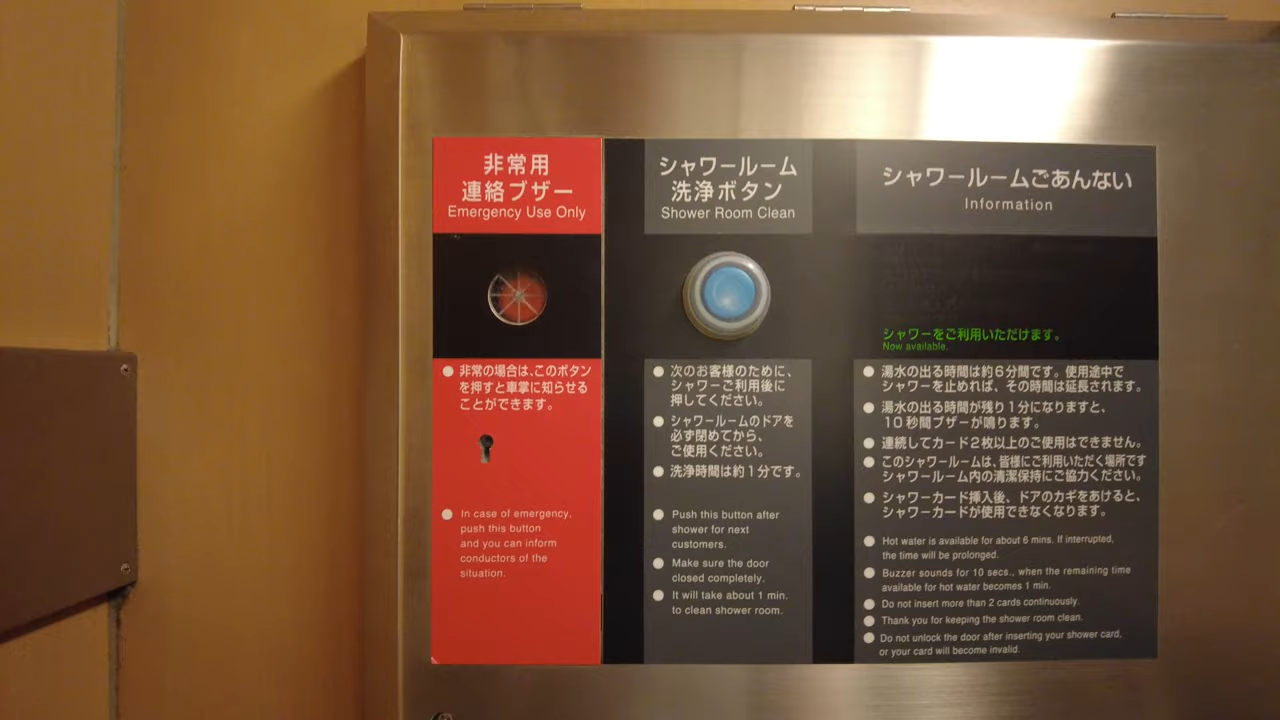 非常用
連絡ブザー
Emergency Use Only
非常の場合は、このボタン
を押すと車掌に知らせる
ことができます。
In case of emergency,
push this button
and you can inform
conductors of the
situation.
シャワールーム
洗浄ボタン
Shower Room Clean
次のお客様のために、
シャワーご利用後に
押してください。
シャワールームのドアを
必ず閉めてから、
ご使用ください。
洗浄時間は約1分です。
Push this button after
shower for next
customers.
Make sure the door
closed completely.
It will take about 1 min.
to clean shower room.
シャワールームごあんない
Information
シャワーをご利用いただけます。
Now available.
湯水の出る時間は約6分間です。使用途中で
シャワーを止めれば、その時間は延長されます。
湯水の出る時間が残り1分になりますと、
10秒間ブザーが鳴ります。
連続してカード2枚以上のご使用はできません。
このシャワールームは、皆様にご利用いただく場所です
シャワールーム内の清潔保持にご協力ください。
シャワーカード挿入後、ドアのカギをあけると、
シャワーカードが使用できなくなります。
Hot water is available for about 6 mins. If interrupted,
the time will be prolonged.
Buzzer sounds for 10 secs., when the remaining time
available for hot water becomes 1 min.
Do not insert more than 2 cards continuously.
Thank you for keeping the shower room clean.
Do not unlock the door after inserting your shower card,
or your card will become invalid.